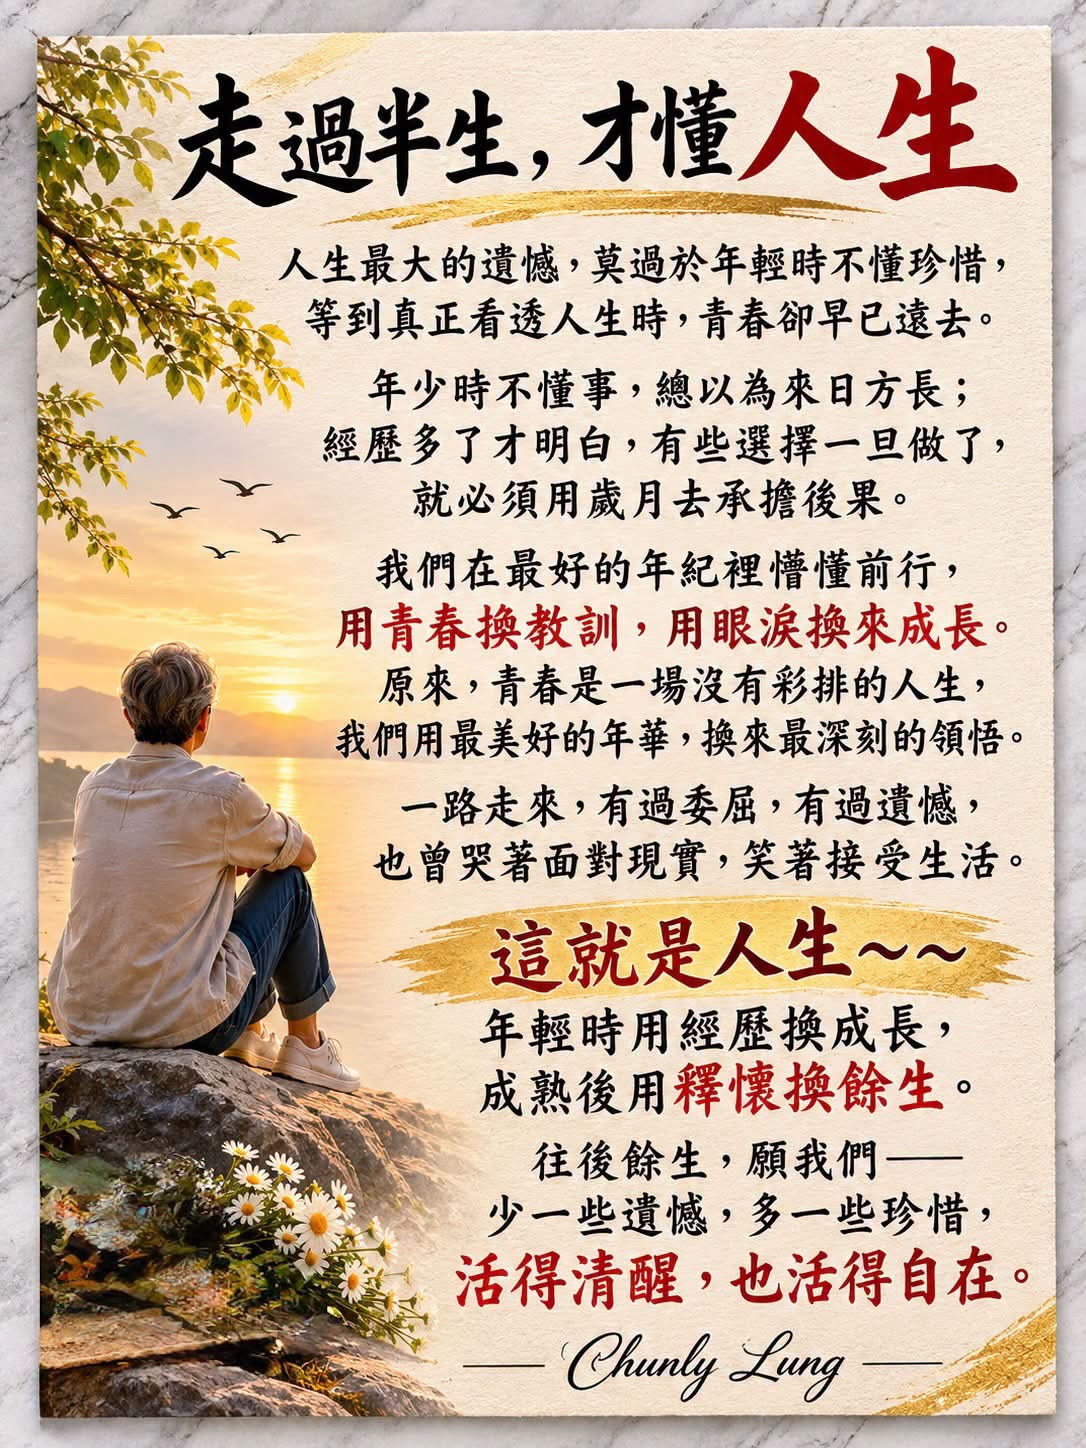 走過半生，才懂人生
人生最大的遺憾，莫過於年輕時不懂珍惜，
等到真正看透人生時，青春卻早已遠去。
年少時不懂事，總以為來日方長；
經歷多了才明白，有些選擇一旦做了，
就必須用歲月去承擔後果。
我們在最好的年紀裡懵懂前行，
用青春換教訓，用眼淚換來成長。
原來，青春是一場沒有彩排的人生，
我們用最美好的年華，換來最深刻的領悟。
一路走來，有過委屈，有過遺憾，
也曾哭著面對現實，笑著接受生活。
這就是人生～～
年輕時用經歷換成長，
成熟後用釋懷換餘生。
往後餘生，願我們——
少一些遺憾，多一些珍惜，
活得清醒，也活得自在。
Chunly Lung